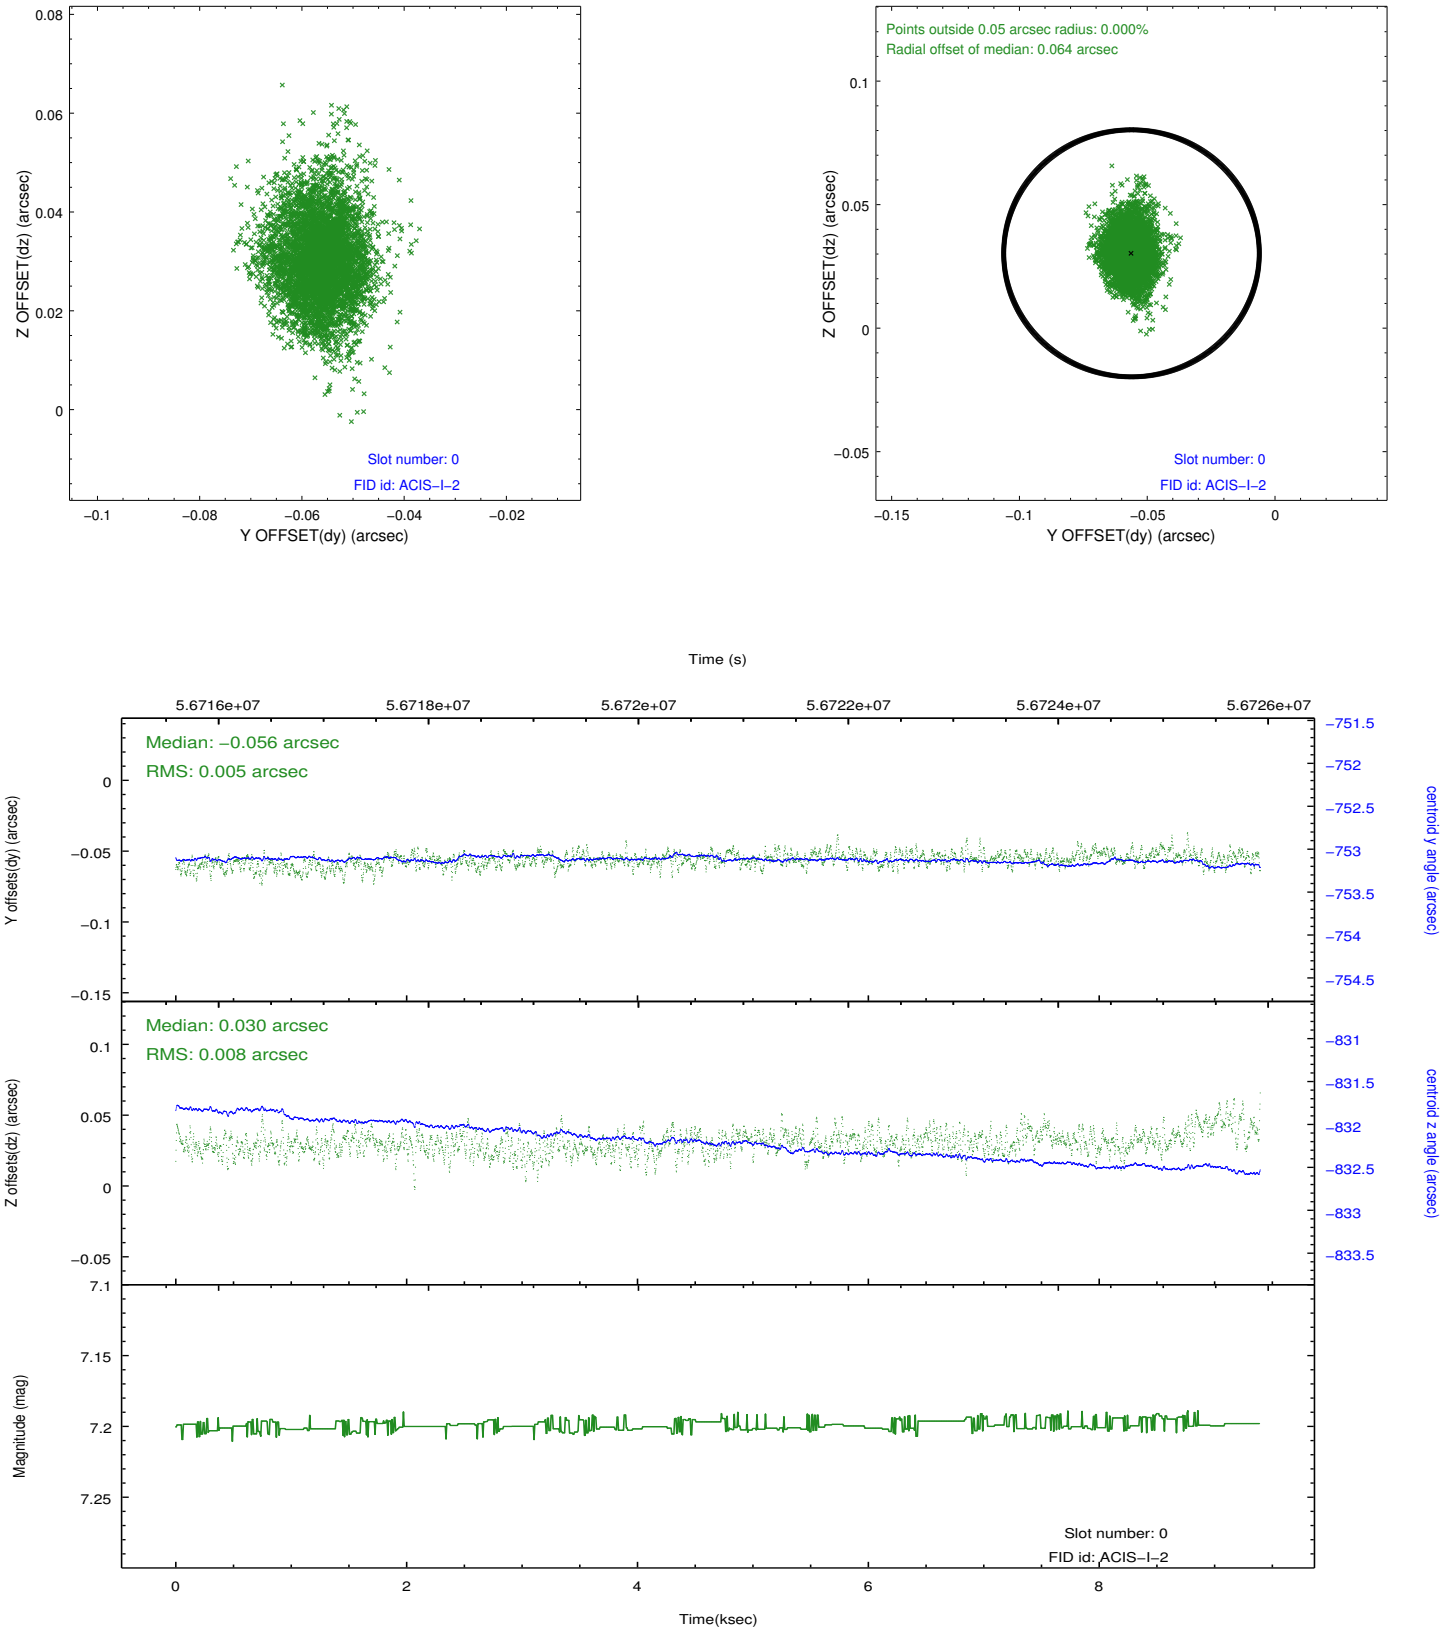 0.08
0.06
0.04
0.02
0
Z OFFSET(dz) (arcsec)
Slot number: 0
FID id: ACIS−I−2
−0.1 −0.08 −0.06 −0.04 −0.02
Y OFFSET(dy) (arcsec)
Points outside 0.05 arcsec radius: 0.000%
Radial offset of median: 0.064 arcsec
0.1
0.05
0
−0.05
Z OFFSET(dz) (arcsec)
Slot number: 0
FID id: ACIS−I−2
−0.15 −0.1 −0.05 0
Y OFFSET(dy) (arcsec)
Time (s)
5.6716e+07 5.6718e+07 5.672e+07 5.6722e+07 5.6724e+07 5.6726e+07
Median: −0.056 arcsec
RMS: 0.005 arcsec
0
−0.05
−0.1
−0.15
Y offsets(dy) (arcsec)
−751.5
−752
−752.5
−753
−753.5
−754
−754.5
centroid y angle (arcsec)
Median: 0.030 arcsec
RMS: 0.008 arcsec
0.1
0.05
0
−0.05
Z offsets(dz) (arcsec)
−831
−831.5
−832
−832.5
−833
−833.5
centroid z angle (arcsec)
7.1
7.15
7.2
7.25
Magnitude (mag)
Slot number: 0
FID id: ACIS−I−2
0 2 4 6 8
Time(ksec)